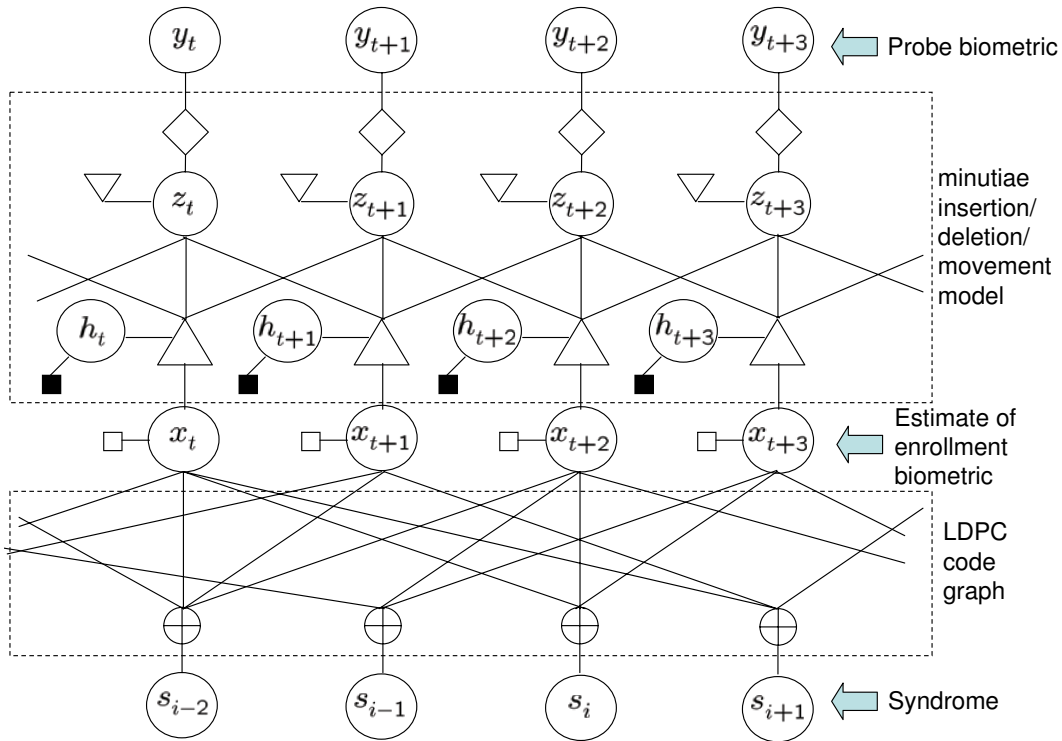 y_t y_{t+1} y_{t+2} y_{t+3} Probe biometric
z_t z_{t+1} z_{t+2} z_{t+3}
minutiae
insertion/
deletion/
movement
model
h_t h_{t+1} h_{t+2} h_{t+3}
x_t x_{t+1} x_{t+2} x_{t+3}
Estimate of
enrollment
biometric
LDPC
code
graph
s_{i-2} s_{i-1} s_i s_{i+1} Syndrome